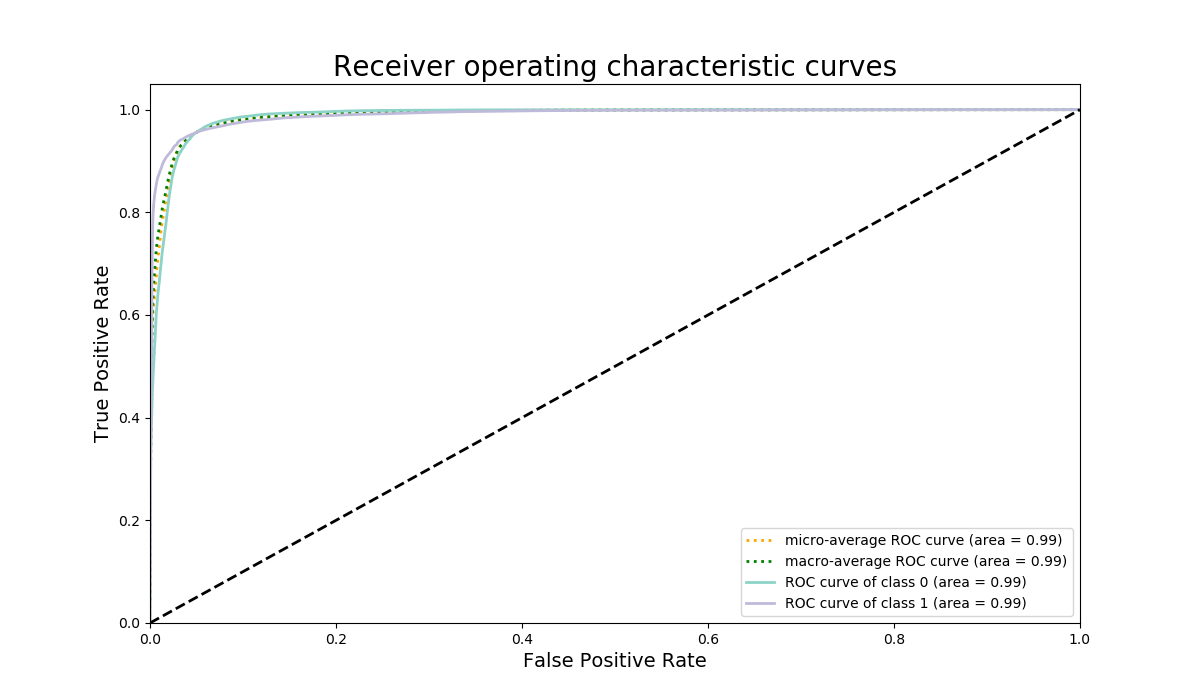 Receiver operating characteristic curves
1.0
0.8
0.6
0.4
0.2
0.0
True Positive Rate
micro-average ROC curve (area = 0.99)
macro-average ROC curve (area = 0.99)
ROC curve of class 0 (area = 0.99)
ROC curve of class 1 (area = 0.99)
0.0 0.2 0.4 0.6 0.8 1.0
False Positive Rate